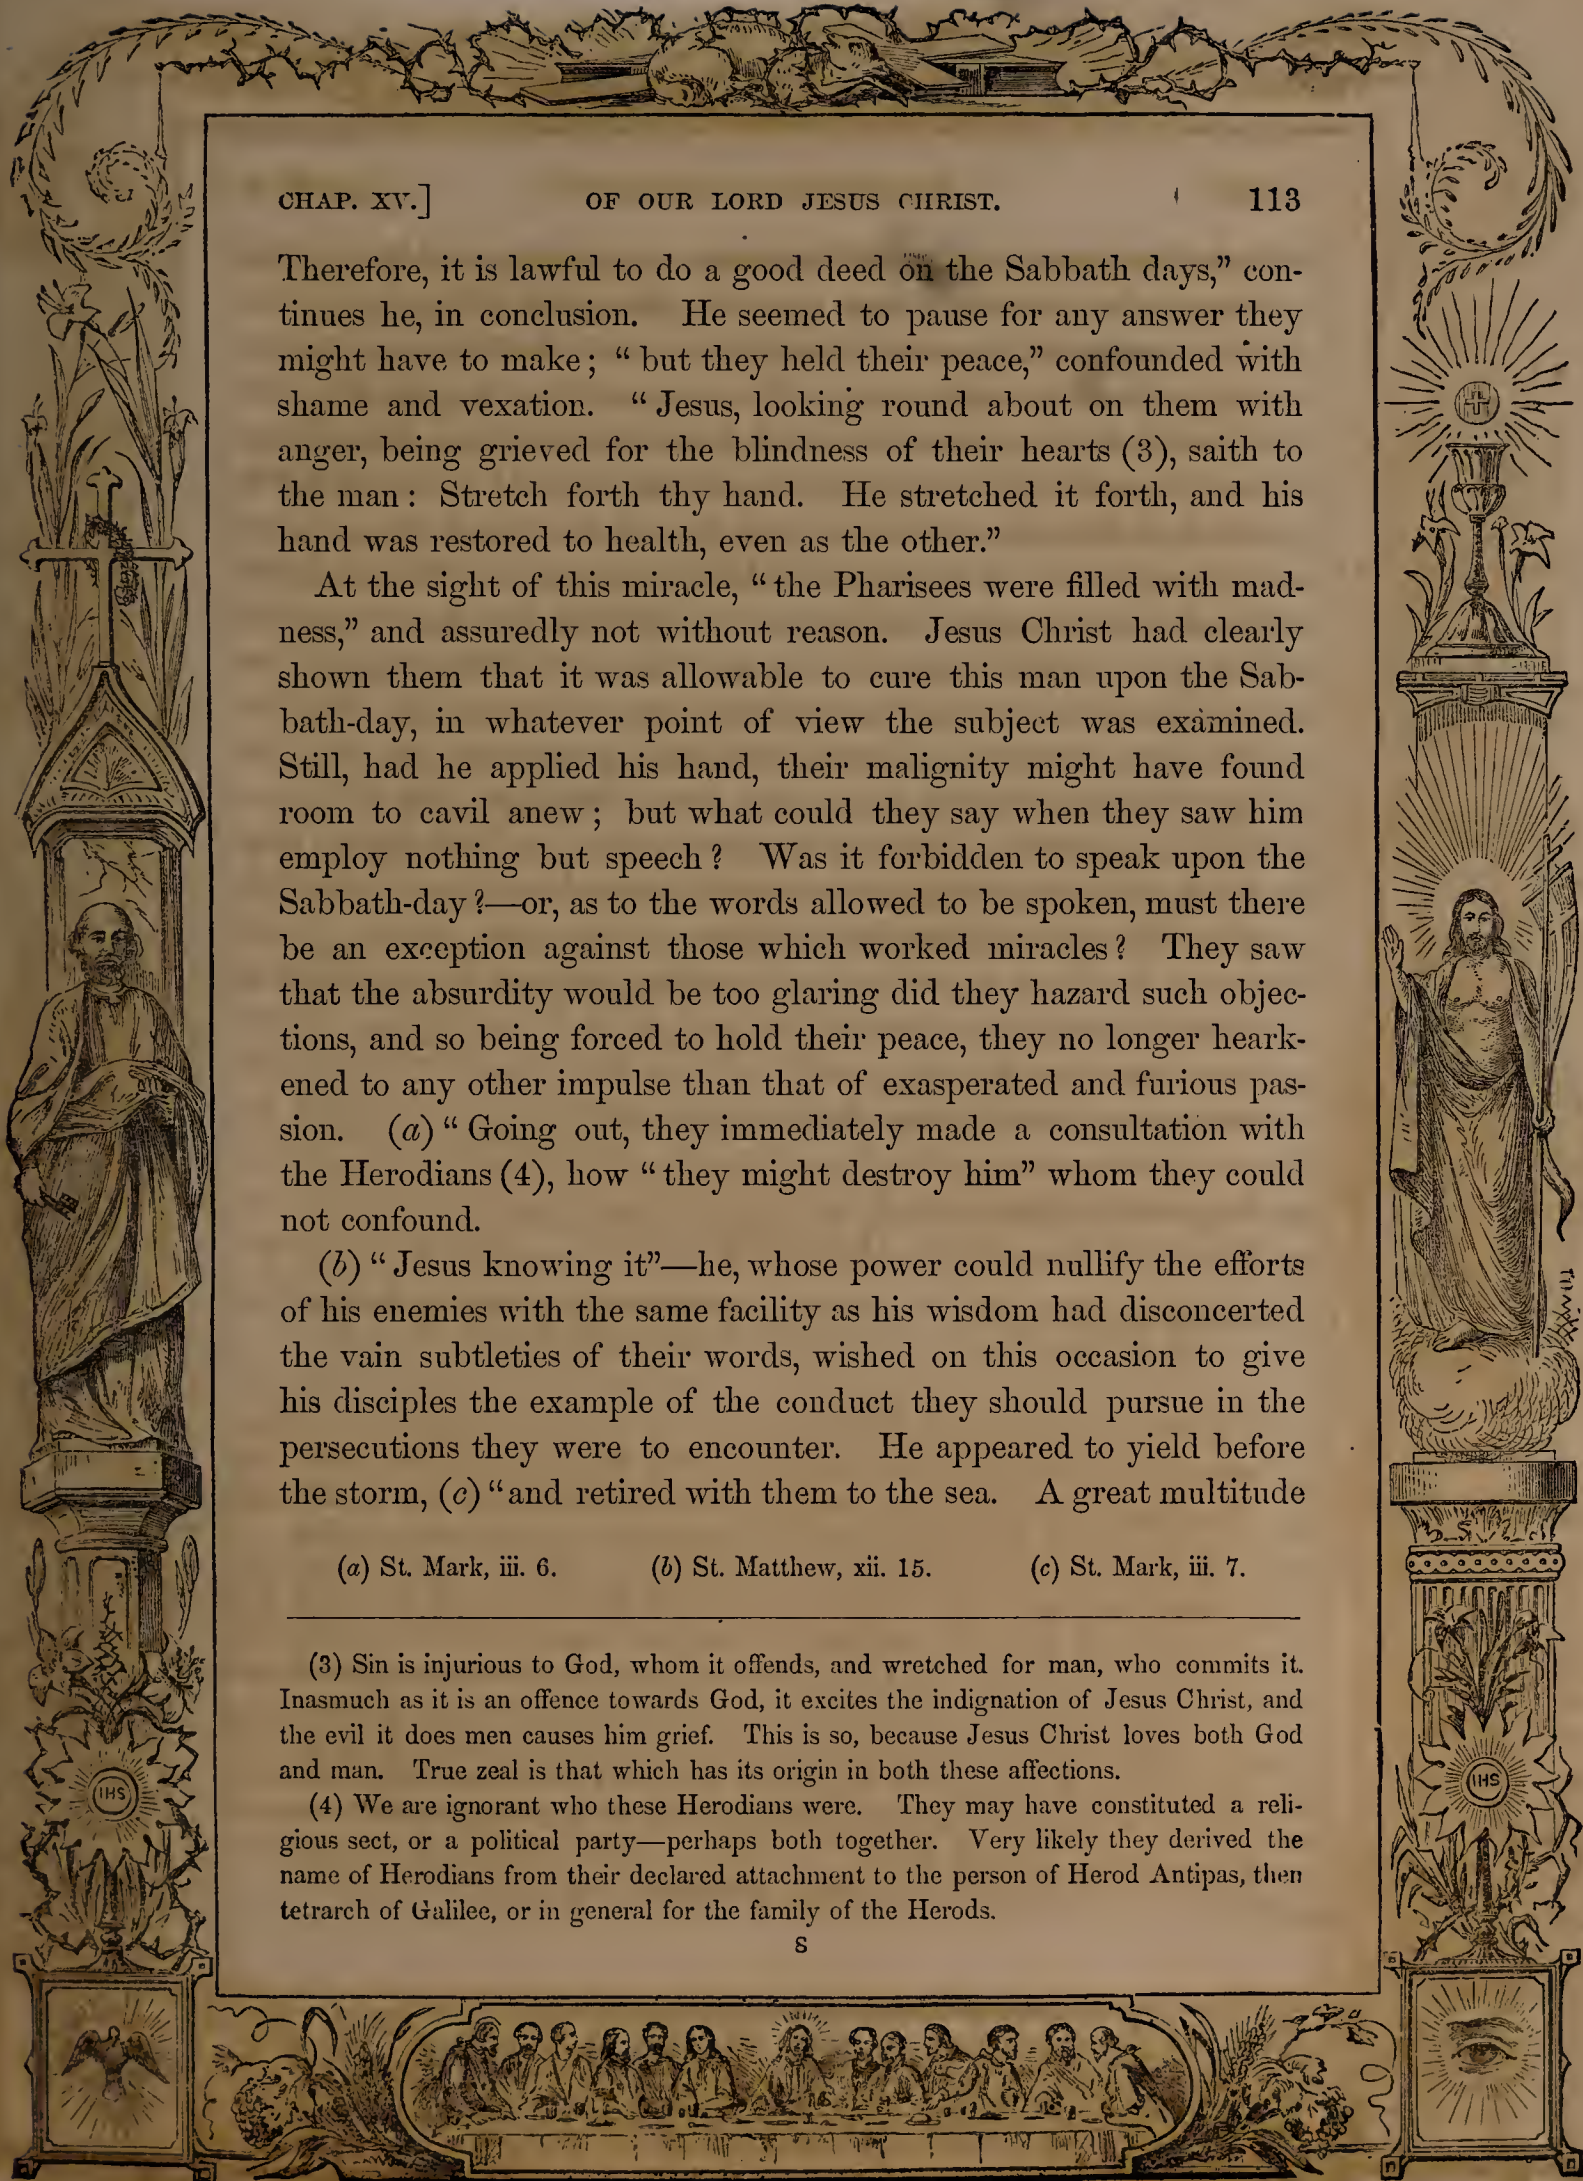 CHAP. XV.] OF OUR LORD JESUS CHRIST. 113
Therefore, it is lawful to do a good deed on the Sabbath days,” con-
tinues he, in conclusion. He seemed to pause for any answer they
might have to make; “but they held their peace,” confounded with
shame and vexation. “Jesus, looking round about on them with
anger, being grieved for the blindness of their hearts (3), saith to
the man: Stretch forth thy hand. He stretched it forth, and his
hand was restored to health, even as the other.”
At the sight of this miracle, “the Pharisees were filled with mad-
ness,” and assuredly not without reason. Jesus Christ had clearly
shown them that it was allowable to cure this man upon the Sab-
bath-day, in whatever point of view the subject was examined.
Still, had he applied his hand, their malignity might have found
room to cavil anew; but what could they say when they saw him
employ nothing but speech? Was it forbidden to speak upon the
Sabbath-day?—or, as to the words allowed to be spoken, must there
be an exception against those which worked miracles? They saw
that the absurdity would be too glaring did they hazard such objec-
tions, and so being forced to hold their peace, they no longer heark-
ened to any other impulse than that of exasperated and furious pas-
sion. (a) “Going out, they immediately made a consultation with
the Herodians (4), how “they might destroy him” whom they could
not confound.
(b) “Jesus knowing it”—he, whose power could nullify the efforts
of his enemies with the same facility as his wisdom had disconcerted
the vain subtleties of their words, wished on this occasion to give
his disciples the example of the conduct they should pursue in the
persecutions they were to encounter. He appeared to yield before
the storm, (c) “and retired with them to the sea. A great multitude
(a) St. Mark, iii. 6. (b) St. Matthew, xii. 15. (c) St. Mark, iii. 7.
(3) Sin is injurious to God, whom it offends, and wretched for man, who commits it.
Inasmuch as it is an offence towards God, it excites the indignation of Jesus Christ, and
the evil it does men causes him grief. This is so, because Jesus Christ loves both God
and man. True zeal is that which has its origin in both these affections.
(4) We are ignorant who these Herodians were. They may have constituted a reli-
gious sect, or a political party—perhaps both together. Very likely they derived the
name of Herodians from their declared attachment to the person of Herod Antipas, then
tetrarch of Galilee, or in general for the family of the Herods.
S
IHS
IHS